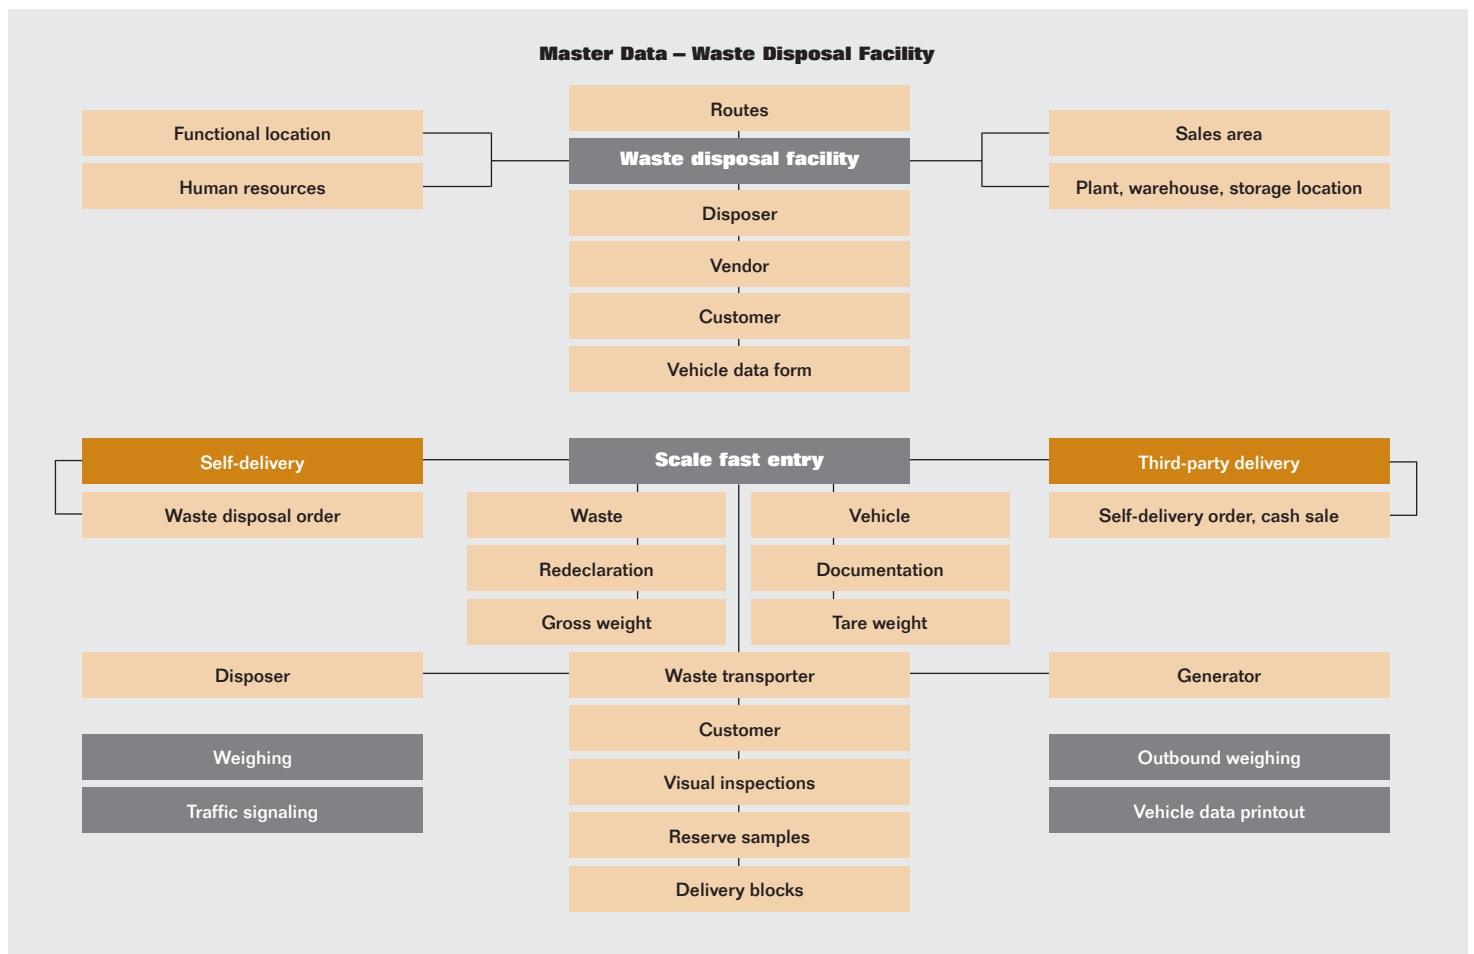 Master Data – Waste Disposal Facility
Routes
Functional location
Sales area
Waste disposal facility
Human resources
Plant, warehouse, storage location
Disposer
Vendor
Customer
Vehicle data form
Self-delivery
Scale fast entry
Third-party delivery
Waste disposal order
Waste
Vehicle
Self-delivery order, cash sale
Redeclaration
Documentation
Gross weight
Tare weight
Disposer
Waste transporter
Generator
Customer
Weighing
Outbound weighing
Visual inspections
Traffic signaling
Vehicle data printout
Reserve samples
Delivery blocks